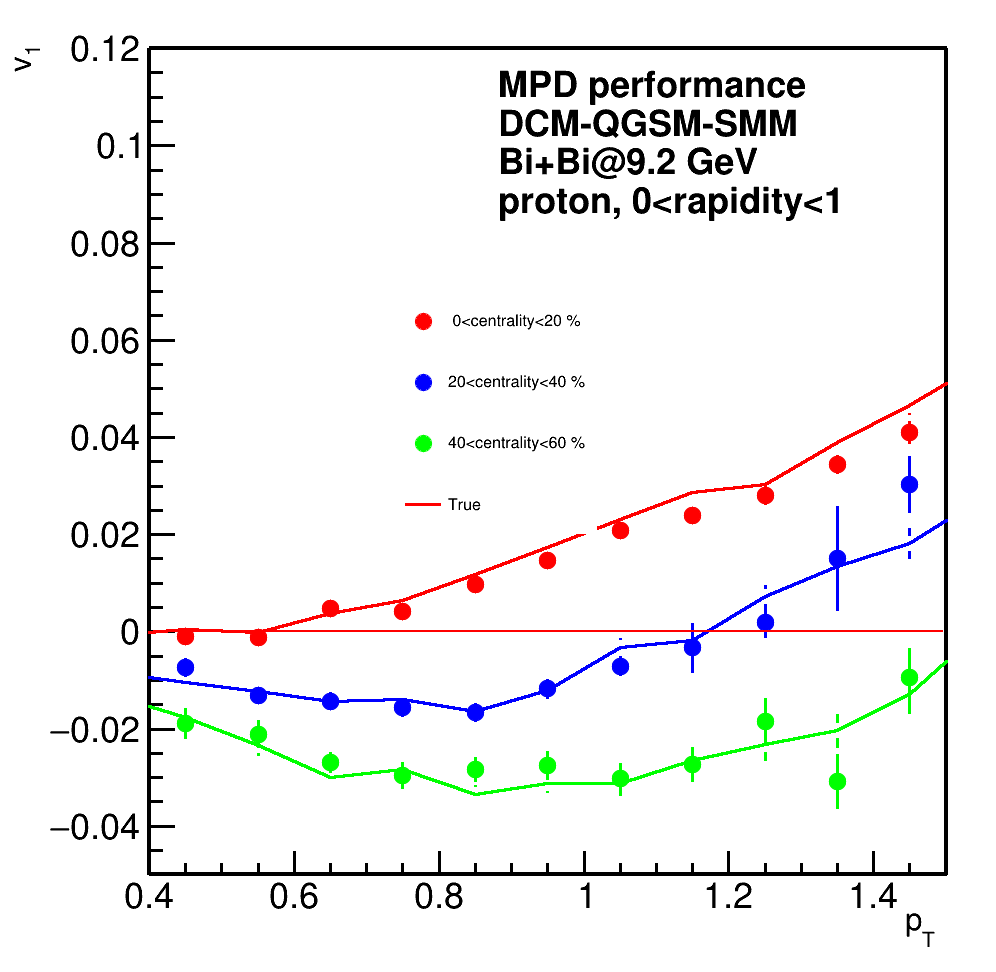 v1
0.12
0.1
0.08
0.06
0.04
0.02
0
−0.02
−0.04
MPD performance
DCM-QGSM-SMM
Bi+Bi@9.2 GeV
proton, 0<rapidity<1
0<centrality<20 %
20<centrality<40 %
40<centrality<60 %
True
0.4 0.6 0.8 1 1.2 1.4
pT